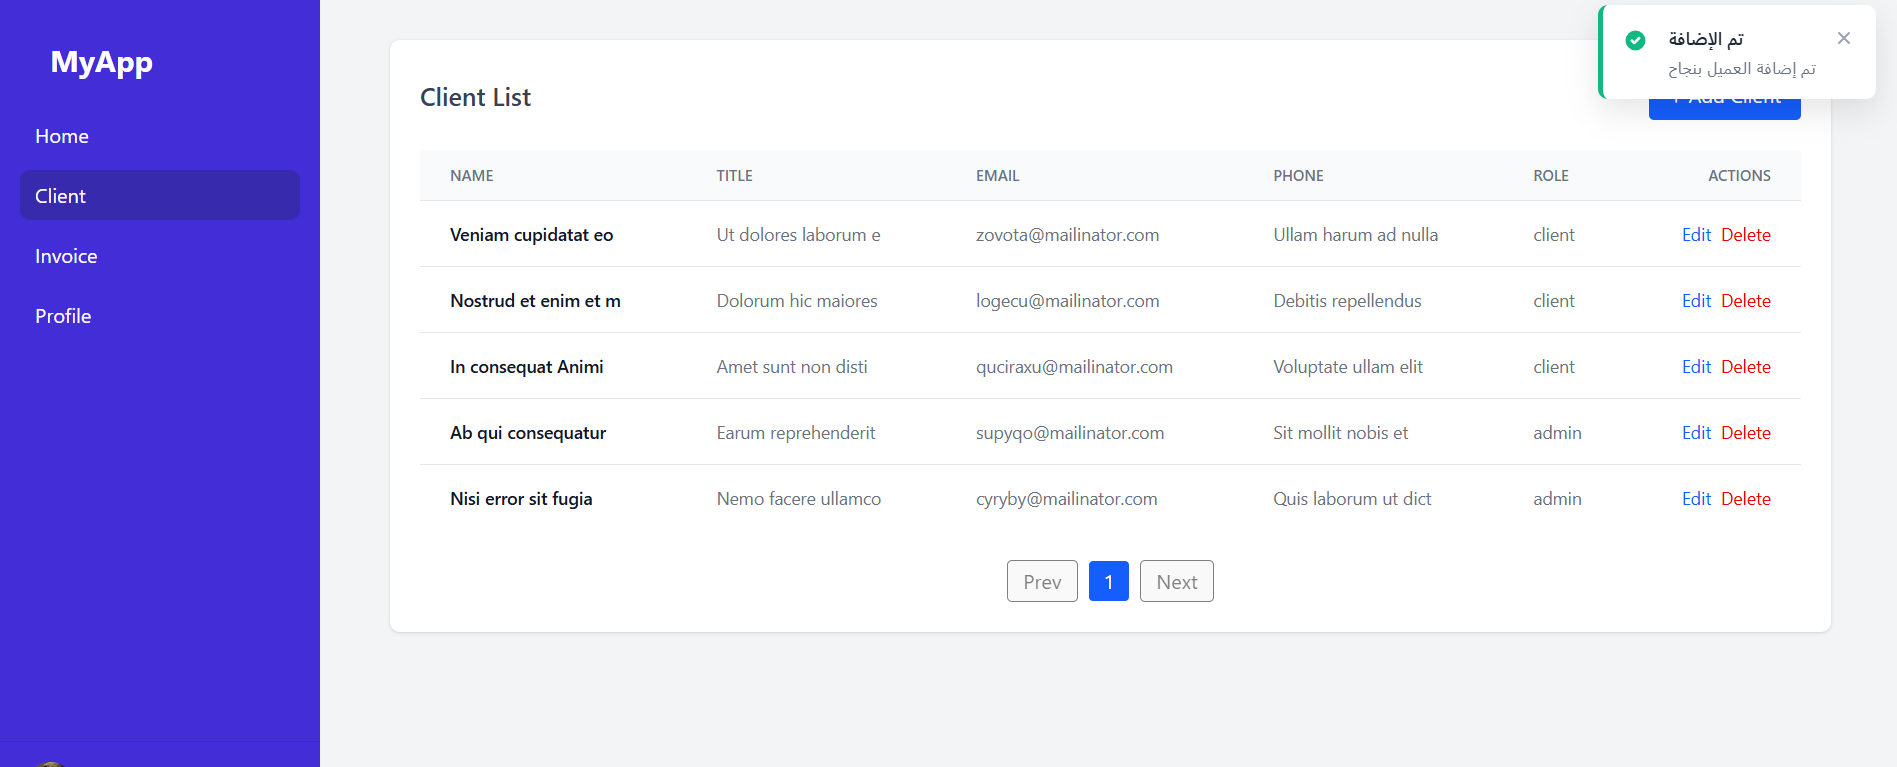 MyApp
Home
Client
Invoice
Profile
تم الإضافة
تم إضافة العميل بنجاح
Client List
+ Add Client
NAME TITLE EMAIL PHONE ROLE ACTIONS
Veniam cupidatat eo Ut dolores laborum e zovota@mailinator.com Ullam harum ad nulla client Edit Delete
Nostrud et enim et m Dolorum hic maiores logecu@mailinator.com Debitis repellendus client Edit Delete
In consequat Animi Amet sunt non disti quciraxu@mailinator.com Voluptate ullam elit client Edit Delete
Ab qui consequatur Earum reprehenderit supyqo@mailinator.com Sit mollit nobis et admin Edit Delete
Nisi error sit fugia Nemo facere ullamco cyryby@mailinator.com Quis laborum ut dict admin Edit Delete
Prev 1 Next